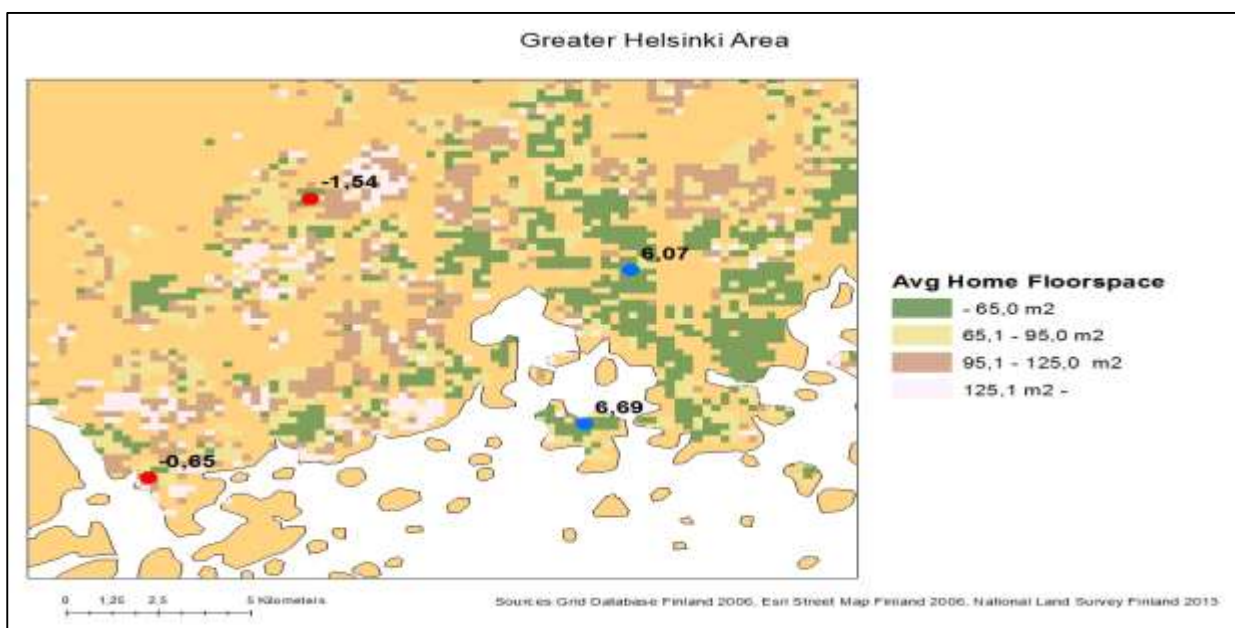 Greater Helsinki Area
-1,54
6,07
6,69
-0,65
Avg Home Floorspace
- 65,0 m2
65,1 - 95,0 m2
95,1 - 125,0 m2
125,1 m2 -
0 1,25 2,5 5 Kilometers
Sources:Grid Database Finland 2006, Esri Street Map Finland 2006, National Land Survey Finland 2013